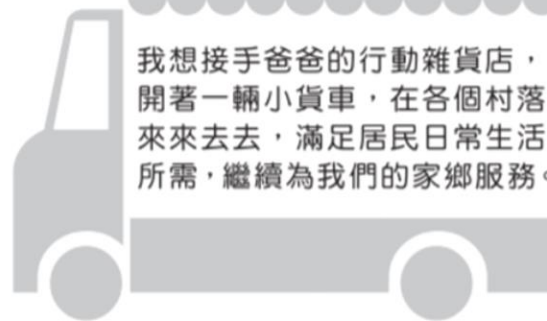 我想接手爸爸的行動雜貨店，
開著一輛小貨車，在各個村落
來來去去，滿足居民日常生活
所需，繼續為我們的家鄉服務。